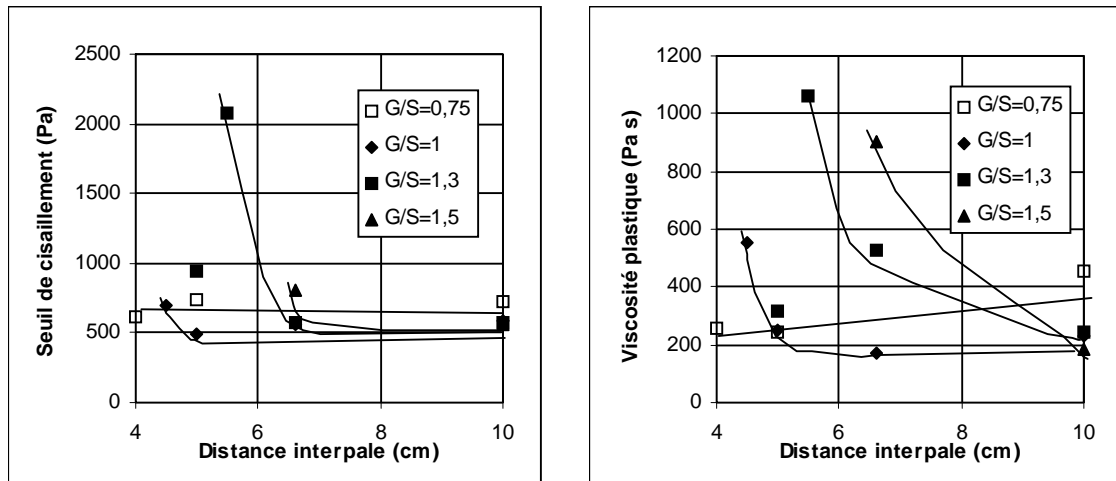 2500
2000
1500
1000
500
0
4
6
8
10
Seuil de cisaillement (Pa)
Distance interpale (cm)
G/S=0,75
G/S=1
G/S=1,3
G/S=1,5
1200
1000
800
600
400
200
0
4
6
8
10
Viscosité plastique (Pa s)
Distance interpale (cm)
G/S=0,75
G/S=1
G/S=1,3
G/S=1,5